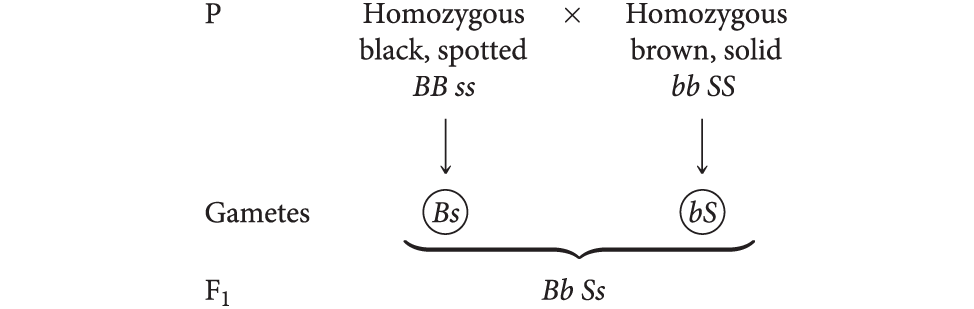 P Homozygous × Homozygous
black, spotted brown, solid
BB ss bb SS
Gametes Bs bS
F₁ Bb Ss